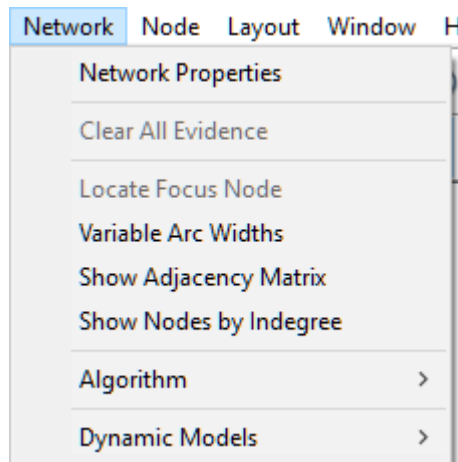 Network Node Layout Window H
Network Properties
Clear All Evidence
Locate Focus Node
Variable Arc Widths
Show Adjacency Matrix
Show Nodes by Indegree
Algorithm >
Dynamic Models >